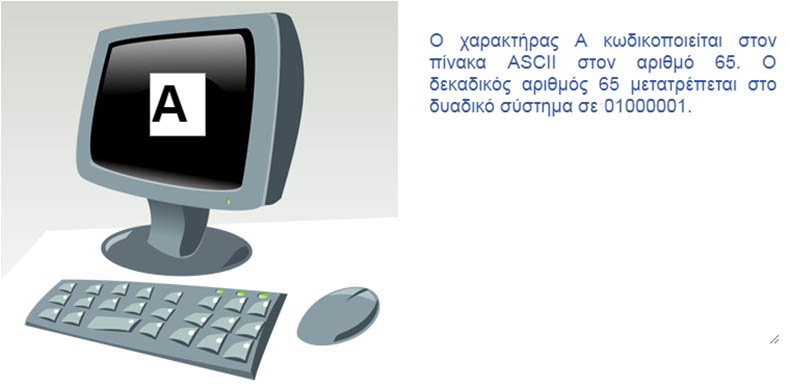 A
Ο χαρακτήρας Α κωδικοποιείται στον
πίνακα ASCII στον αριθμό 65. Ο
δεκαδικός αριθμός 65 μετατρέπεται στο
δυαδικό σύστημα σε 01000001.